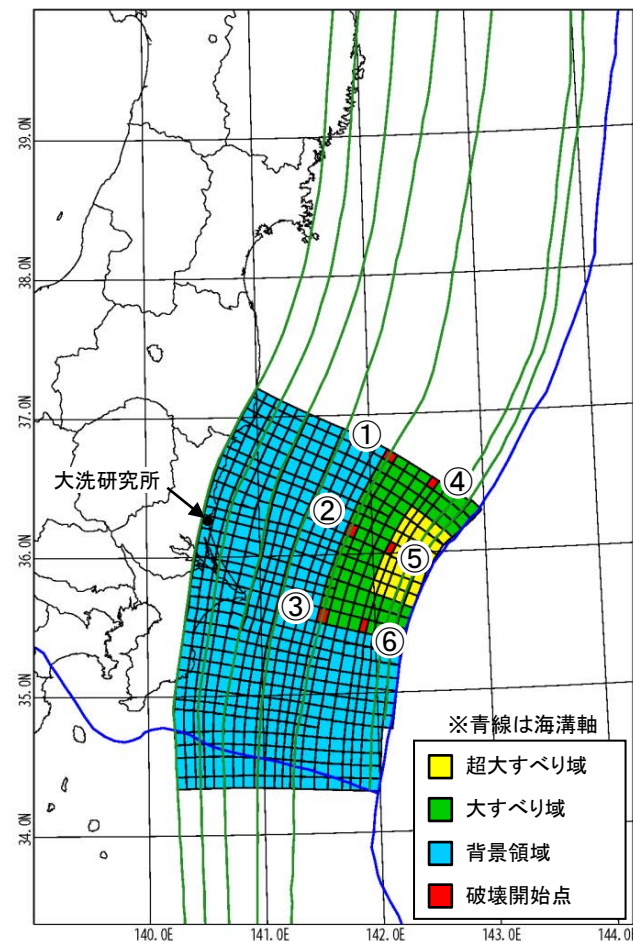 39.0N
38.0N
37.0N
①
④
大洗研究所
②
36.0N
⑤
③
⑥
35.0N
※青線は海溝軸
超大すべり域
大すべり域
34.0N
背景領域
破壊開始点
140.0E 141.0E 142.0E 143.0E 144.0E